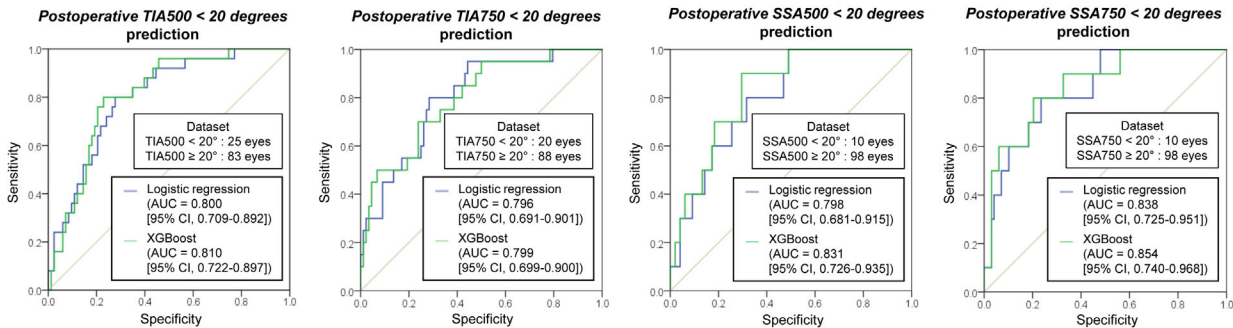 Postoperative TIA500 < 20 degrees
prediction
1.0
0.8
0.6
0.4
0.2
0.0
0.0 0.2 0.4 0.6 0.8 1.0
Sensitivity
Specificity
Dataset
TIA500 < 20° : 25 eyes
TIA500 ≥ 20° : 83 eyes
Logistic regression
(AUC = 0.800
[95% CI, 0.709-0.892])
XGBoost
(AUC = 0.810
[95% CI, 0.722-0.897])
Postoperative TIA750 < 20 degrees
prediction
1.0
0.8
0.6
0.4
0.2
0.0
0.0 0.2 0.4 0.6 0.8 1.0
Sensitivity
Specificity
Dataset
TIA750 < 20° : 20 eyes
TIA750 ≥ 20° : 88 eyes
Logistic regression
(AUC = 0.796
[95% CI, 0.691-0.901])
XGBoost
(AUC = 0.799
[95% CI, 0.699-0.900])
Postoperative SSA500 < 20 degrees
prediction
1.0
0.8
0.6
0.4
0.2
0.0
0.0 0.2 0.4 0.6 0.8 1.0
Sensitivity
Specificity
Dataset
SSA500 < 20° : 10 eyes
SSA500 ≥ 20° : 98 eyes
Logistic regression
(AUC = 0.798
[95% CI, 0.681-0.915])
XGBoost
(AUC = 0.831
[95% CI, 0.726-0.935])
Postoperative SSA750 < 20 degrees
prediction
1.0
0.8
0.6
0.4
0.2
0.0
0.0 0.2 0.4 0.6 0.8 1.0
Sensitivity
Specificity
Dataset
SSA750 < 20° : 10 eyes
SSA750 ≥ 20° : 98 eyes
Logistic regression
(AUC = 0.838
[95% CI, 0.725-0.951])
XGBoost
(AUC = 0.854
[95% CI, 0.740-0.968])